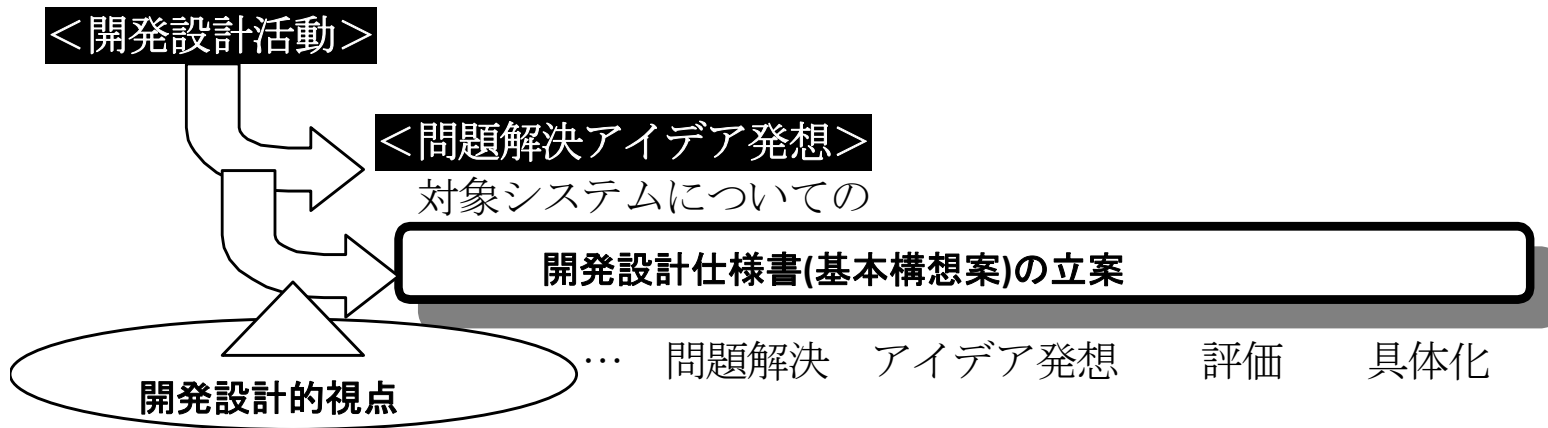 ＜開発設計活動＞
＜問題解決アイデア発想＞
対象システムについての
開発設計仕様書(基本構想案)の立案
… 問題解決 アイデア発想 評価 具体化
開発設計的視点